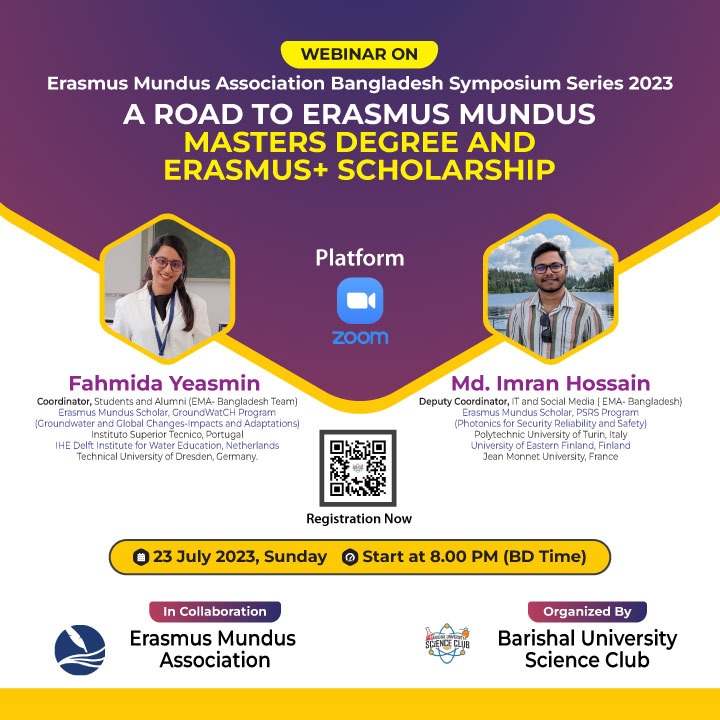 WEBINAR ON
Erasmus Mundus Association Bangladesh Symposium Series 2023
A ROAD TO ERASMUS MUNDUS
MASTERS DEGREE AND
ERASMUS+ SCHOLARSHIP
Platform
zoom
Fahmida Yeasmin
Coordinator, Students and Alumni (EMA- Bangladesh Team)
Erasmus Mundus Scholar, GroundWatCH Program
(Groundwater and Global Changes-Impacts and Adaptations)
Instituto Superior Tecnico, Portugal
IHE Delft Institute for Water Education, Netherlands
Technical University of Dresden, Germany.
Md. Imran Hossain
Deputy Coordinator, IT and Social Media ( EMA- Bangladesh)
Erasmus Mundus Scholar, PSRS Program
(Photonics for Security Reliability and Safety)
Polytechnic University of Turin, Italy
University of Eastern Finland, Finland
Jean Monnet University, France
Registration Now
23 July 2023, Sunday Start at 8.00 PM (BD Time)
In Collaboration
Erasmus Mundus
Association
Organized By
BARISHAL UNIVERSITY
SCIENCE CLUB
Barishal University
Science Club